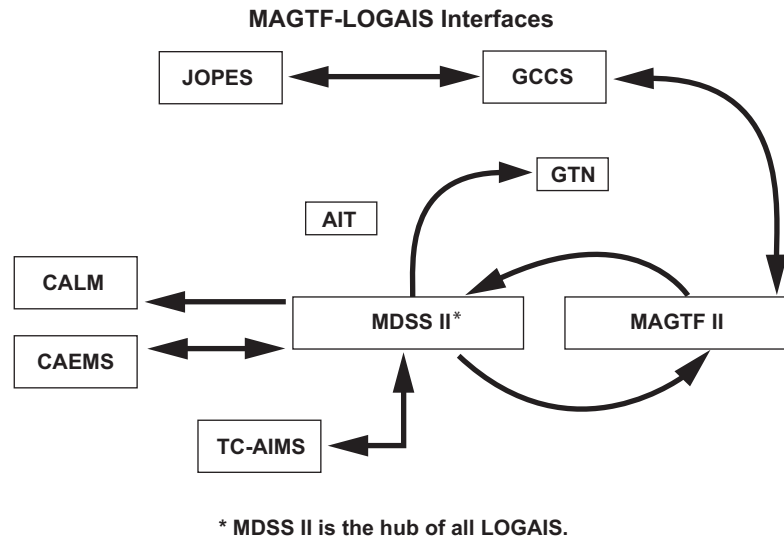 MAGTF-LOGAIS Interfaces
JOPES
GCCS
GTN
AIT
CALM
MDSS II*
MAGTF II
CAEMS
TC-AIMS
* MDSS II is the hub of all LOGAIS.